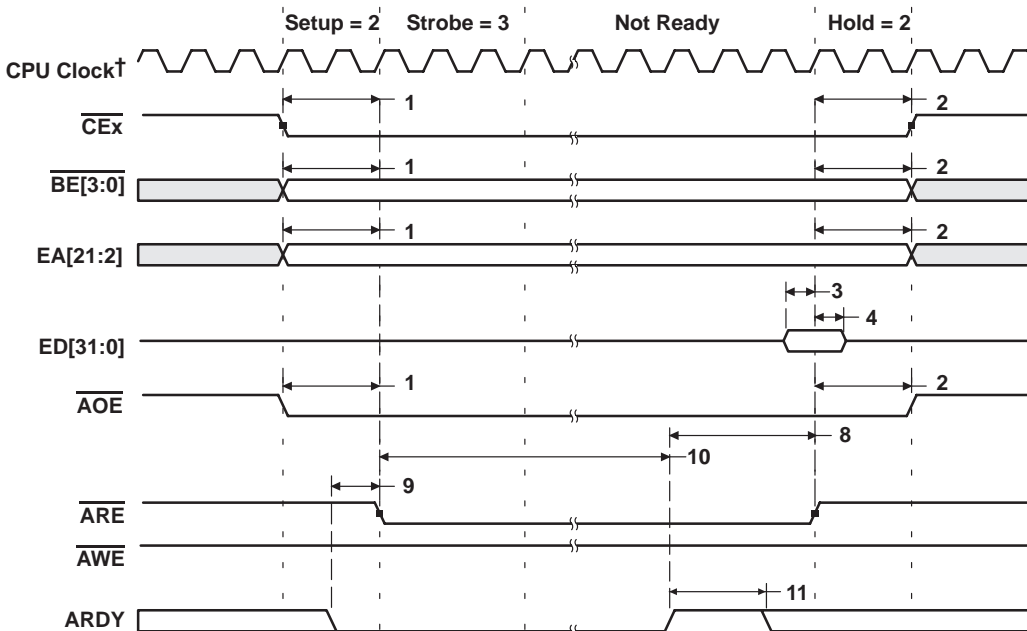 Setup = 2 Strobe = 3 Not Ready Hold = 2
CPU Clock†
1 2
CEx
1 2
BE[3:0]
1 2
EA[21:2]
3
4
ED[31:0]
1 2
AOE
8
10
9
ARE
AWE
11
ARDY